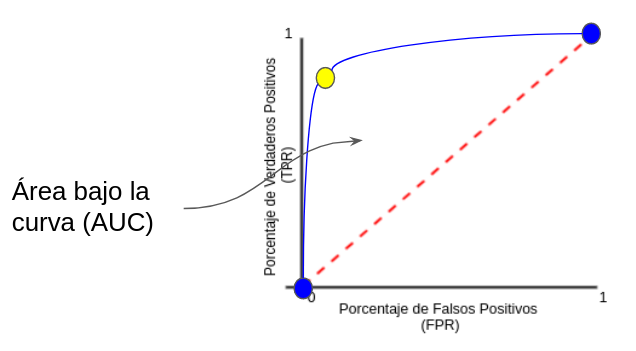 1
Porcentaje de Verdaderos Positivos
(TPR)
Área bajo la
curva (AUC)
0
1
Porcentaje de Falsos Positivos
(FPR)